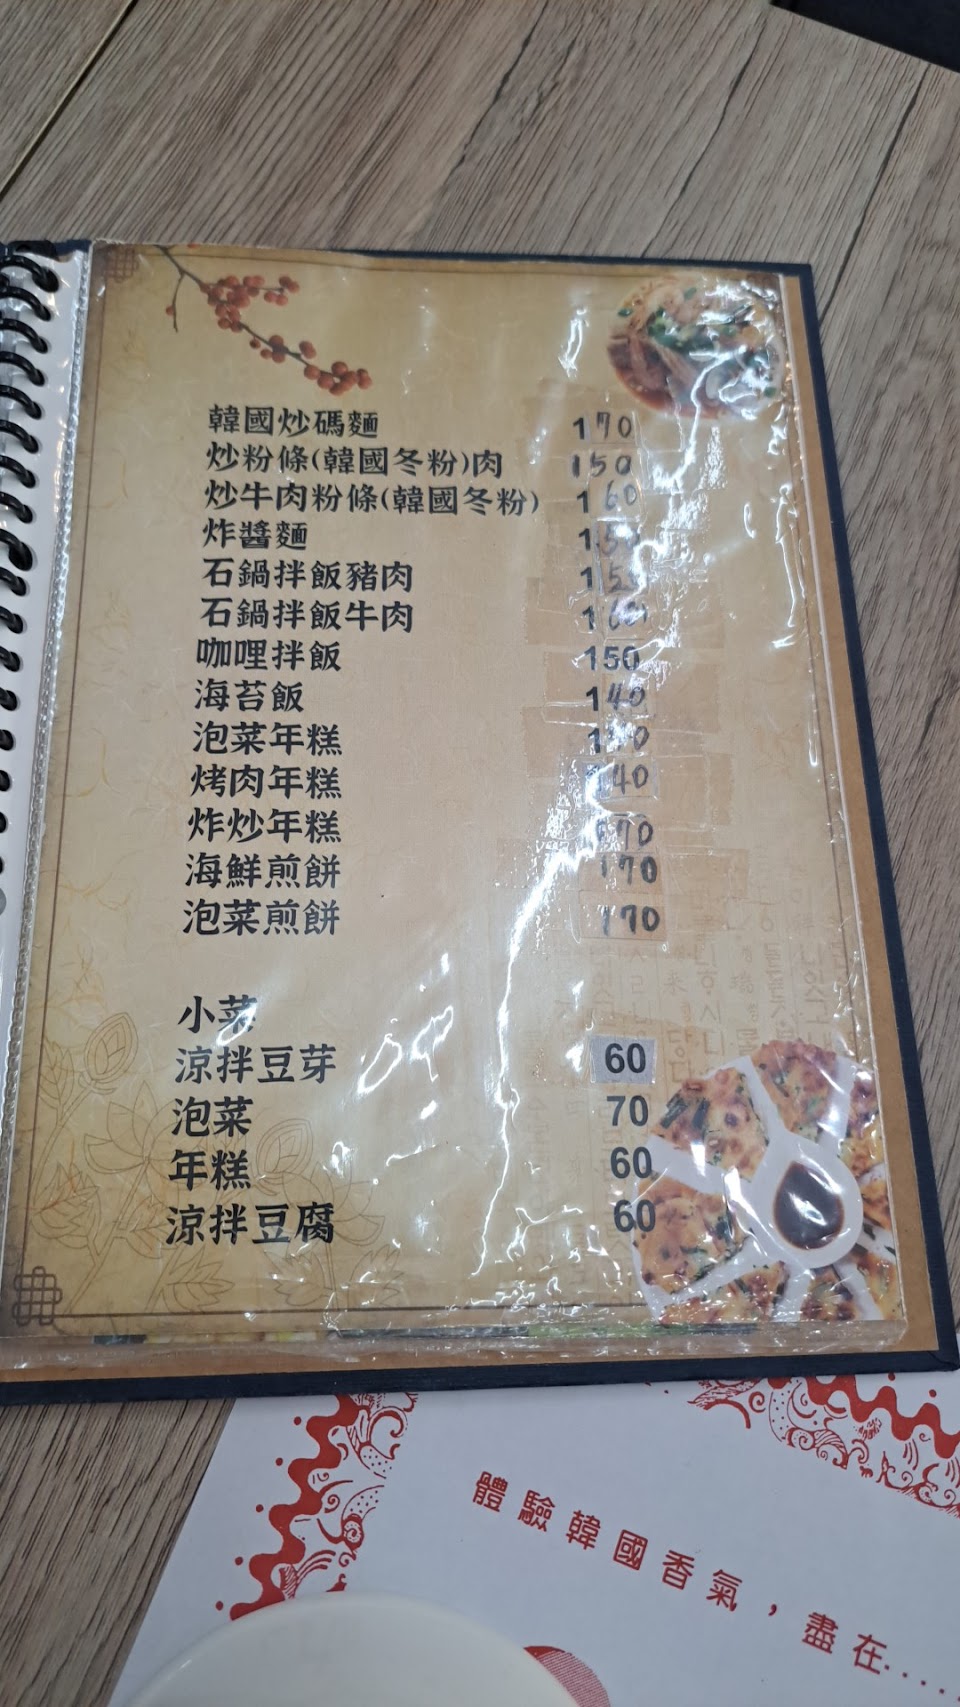 韓國炒碼麵 170
炒粉條(韓國冬粉)肉 150
炒牛肉粉條(韓國冬粉) 160
炸醬麵
石鍋拌飯豬肉
石鍋拌飯牛肉 160
咖哩拌飯 150
海苔飯 140
泡菜年糕
烤肉年糕 140
炸炒年糕 170
海鮮煎餅 170
泡菜煎餅 170
小菜
涼拌豆芽 60
泡菜 70
年糕 60
涼拌豆腐 60
體驗韓國香氣，盡在.....